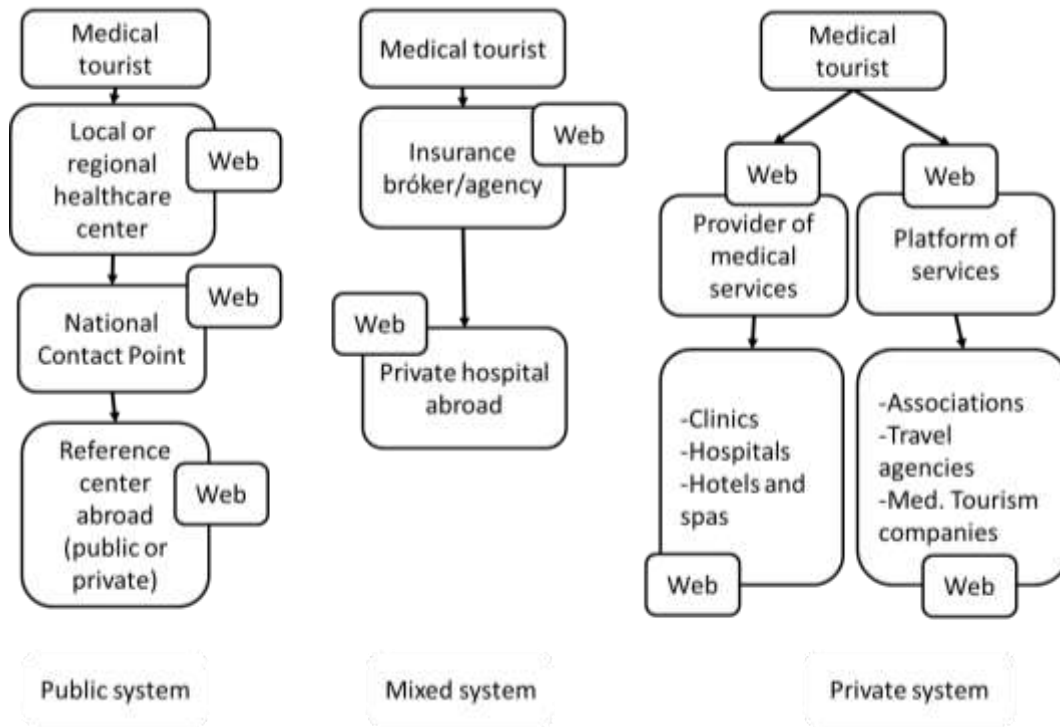 Medical
tourist
Local or
regional
healthcare
center
Web
National
Contact Point
Web
Reference
center
abroad
(public or
private)
Web
Public system
Medical tourist
Insurance
bróker/agency
Web
Web
Private hospital
abroad
Mixed system
Medical
tourist
Web
Provider of
medical
services
-Clinics
-Hospitals
-Hotels and
spas
Web
Web
Platform of
services
-Associations
-Travel
agencies
-Med. Tourism
companies
Web
Private system